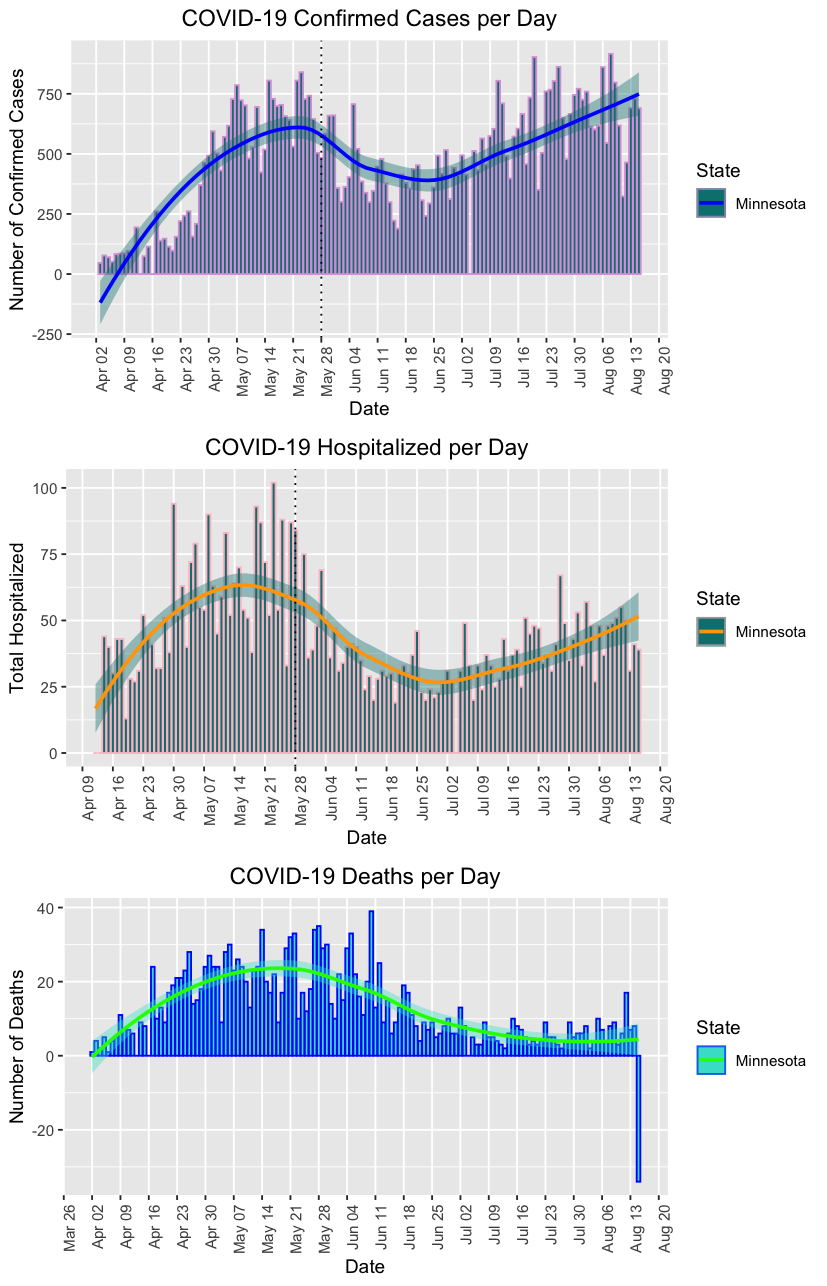 COVID-19 Confirmed Cases per Day
Number of Confirmed Cases
750
500
250
0
-250
Apr 02
Apr 09
Apr 16
Apr 23
Apr 30
May 07
May 14
May 21
May 28
Jun 04
Jun 11
Jun 18
Jun 25
Jul 02
Jul 09
Jul 16
Jul 23
Jul 30
Aug 06
Aug 13
Aug 20
Date
State
Minnesota
COVID-19 Hospitalized per Day
Total Hospitalized
100
75
50
25
0
Apr 09
Apr 16
Apr 23
Apr 30
May 07
May 14
May 21
May 28
Jun 04
Jun 11
Jun 18
Jun 25
Jul 02
Jul 09
Jul 16
Jul 23
Jul 30
Aug 06
Aug 13
Aug 20
Date
State
Minnesota
COVID-19 Deaths per Day
Number of Deaths
40
20
0
-20
Mar 26
Apr 02
Apr 09
Apr 16
Apr 23
Apr 30
May 07
May 14
May 21
May 28
Jun 04
Jun 11
Jun 18
Jun 25
Jul 02
Jul 09
Jul 16
Jul 23
Jul 30
Aug 06
Aug 13
Aug 20
Date
State
Minnesota